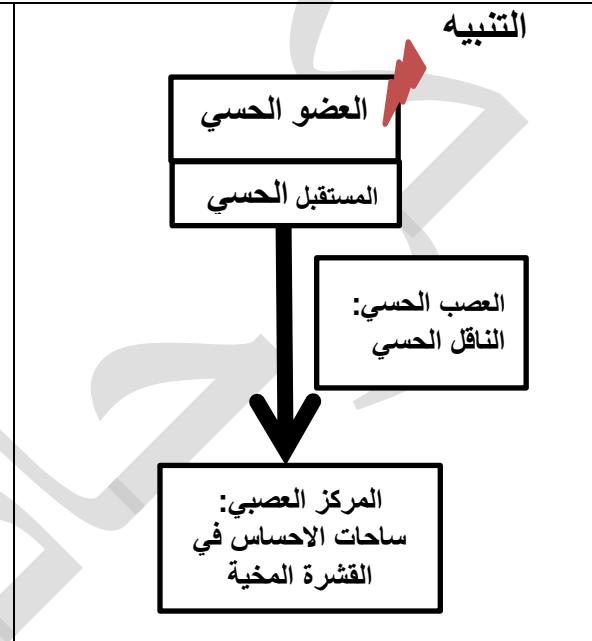 التنبيه
العضو الحسي
المستقبل الحسي
العصب الحسي:
الناقل الحسي
المركز العصبي:
ساحات الاحساس في
القشرة المخية